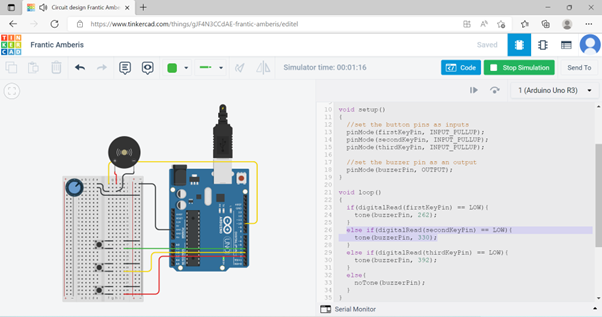 Circuit design Frantic Amberis
https://www.tinkercad.com/things/gJF4N3CCdAE-frantic-amberis/editel
TIN
KER
CAD
Frantic Amberis
Saved
Simulator time: 00:01:16
Code
Stop Simulation
Send To
1 (Arduino Uno R3)
10 void setup()
11 {
12 //set the button pins as inputs
13 pinMode(firstKeyPin, INPUT_PULLUP);
14 pinMode(secondKeyPin, INPUT_PULLUP);
15 pinMode(thirdKeyPin, INPUT_PULLUP);
16
17 //set the buzzer pin as an output
18 pinMode(buzzerPin, OUTPUT);
19 }
20
21 void loop()
22 {
23 if(digitalRead(firstKeyPin) == LOW){
24 tone(buzzerPin, 262);
25 }
26 else if(digitalRead(secondKeyPin) == LOW){
27 tone(buzzerPin, 330);
28 }
29 else if(digitalRead(thirdKeyPin) == LOW){
30 tone(buzzerPin, 392);
31 }
32 else{
33 noTone(buzzerPin);
34 }
35 }
Serial Monitor